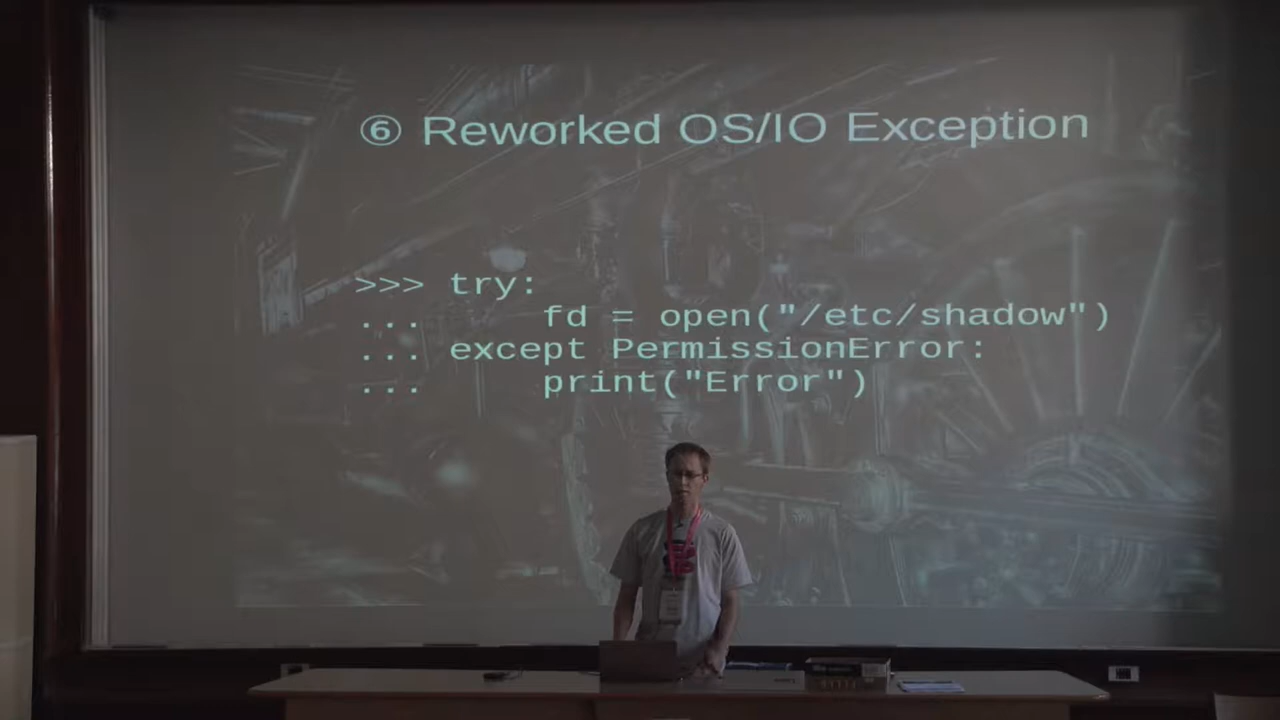 ⑥ Reworked OS/IO Exception
>>> try:
...     fd = open("/etc/shadow")
... except PermissionError:
...     print("Error")